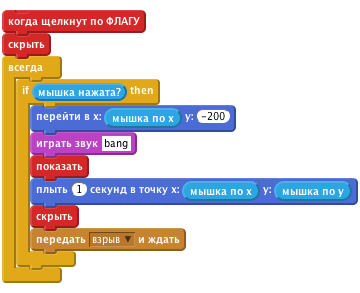 когда щелкнут по ФЛАГУ
скрыть
всегда
if мышка нажата? then
перейти в x: мышка по x y: -200
играть звук bang
показать
плыть 1 секунд в точку x: мышка по x y: мышка по y
скрыть
передать взрыв и ждать